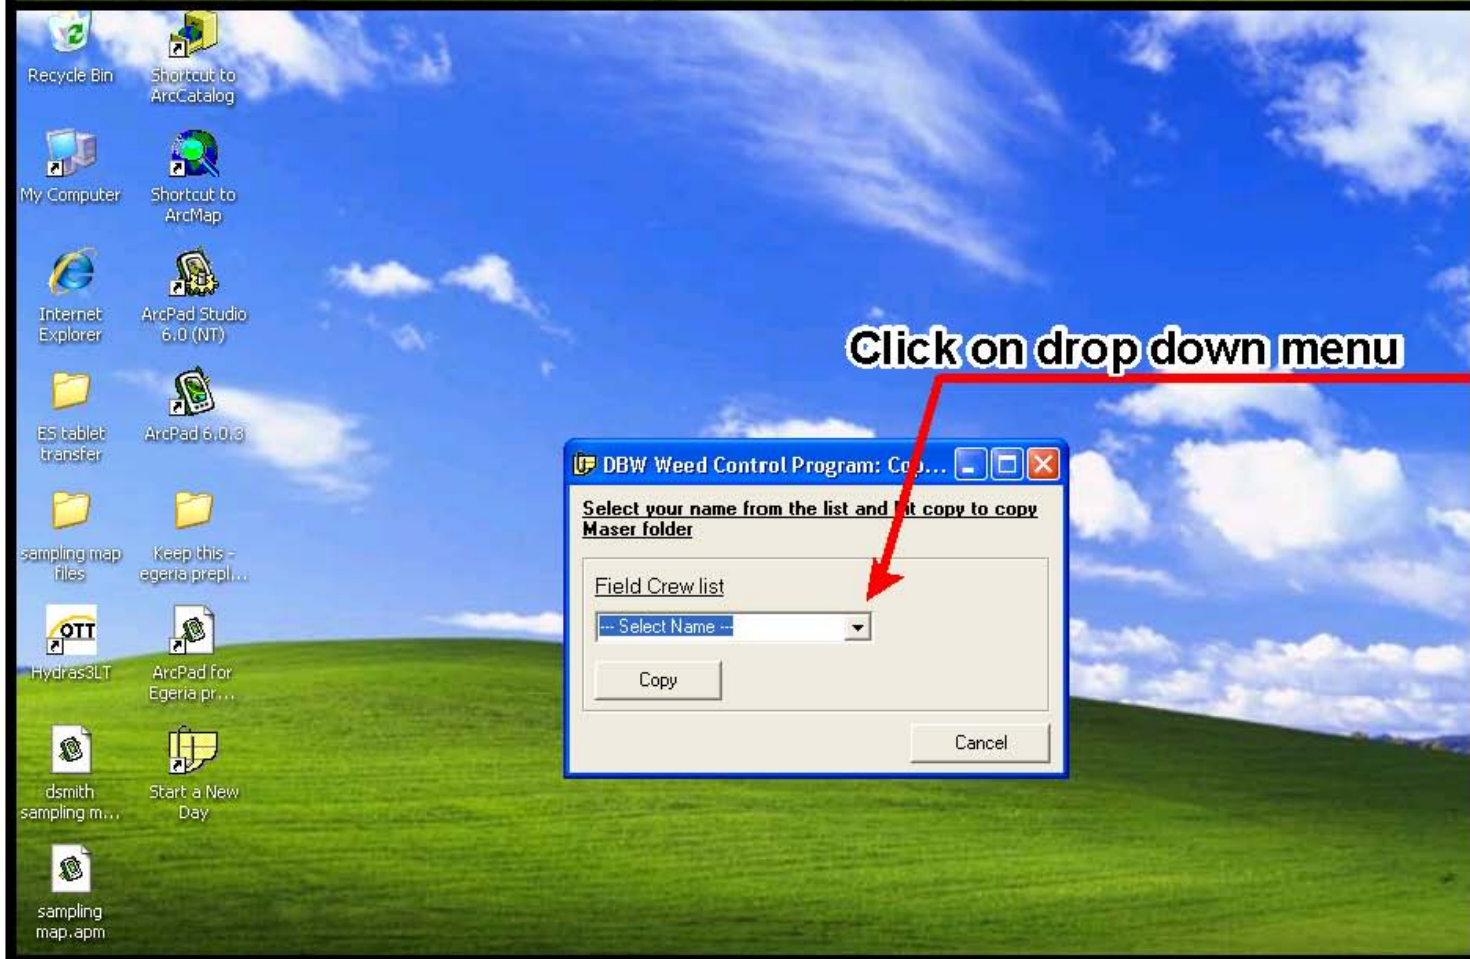 Recycle Bin
Shortcut to
ArcCatalog
My Computer
Shortcut to
ArcMap
Internet
Explorer
ArcPad Studio
6.0 (NT)
ES tablet
transfer
ArcPad 6.0.3
sampling map
files
Keep this -
egeria prepl...
OTT
Hydras3LT
ArcPad for
Egeria pr...
dsmith
sampling m...
Start a New
Day
sampling
map.apm
Click on drop down menu
DBW Weed Control Program: Cop...
Select your name from the list and hit copy to copy
Maser folder
Field Crew list
--- Select Name ---
Copy
Cancel